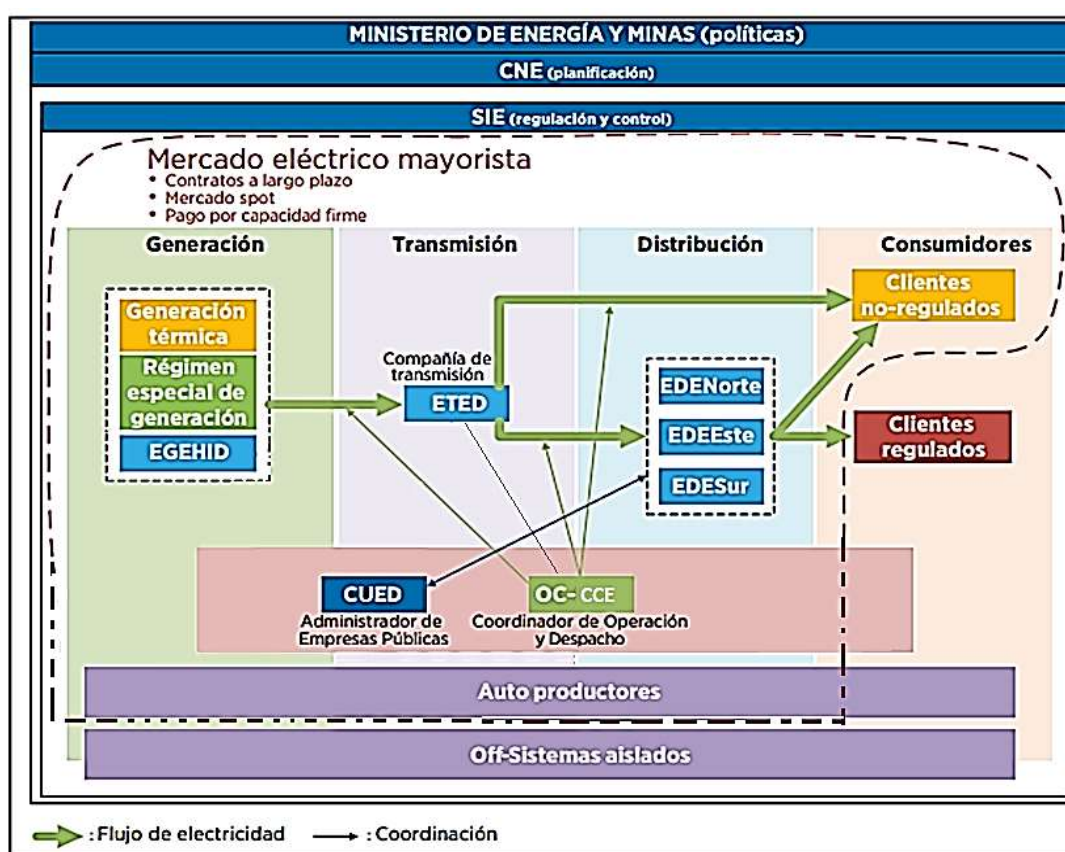 MINISTERIO DE ENERGÍA Y MINAS (políticas)
CNE (planificación)
SIE (regulación y control)
Mercado eléctrico mayorista
• Contratos a largo plazo
• Mercado spot
• Pago por capacidad firme
Generación
Transmisión
Distribución
Consumidores
Generación
térmica
Régimen
especial de
generación
EGEHID
Compañía de
transmisión
ETED
EDENorte
EDEEste
EDESur
Clientes
no-regulados
Clientes
regulados
CUED
Administrador de
Empresas Públicas
OC- CCE
Coordinador de Operación
y Despacho
Auto productores
Off-Sistemas aislados
: Flujo de electricidad
: Coordinación